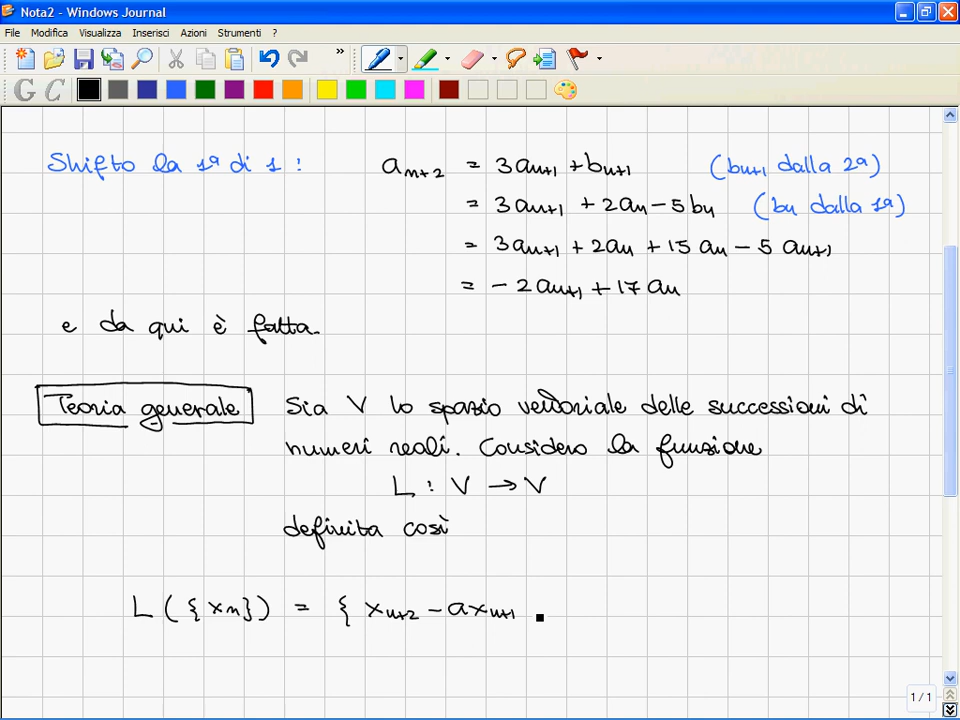 Nota2 - Windows Journal
File Modifica Visualizza Inserisci Azioni Strumenti ?
»
G C
Shifto la 1ª di 1 : a_{n+2} = 3a_{n+1} + b_{n+1} (b_{n+1} dalla 2ª)
= 3a_{n+1} + 2a_n - 5b_n (b_n dalla 1ª)
= 3a_{n+1} + 2a_n + 15a_n - 5a_{n+1}
= -2a_{n+1} + 17a_n
e da qui è fatta.
Teoria generale Sia V lo spazio vettoriale delle successioni di
numeri reali. Considero la funzione
L : V → V
definita così
L({x_n}) = { x_{n+2} - ax_{n+1}
1 / 1